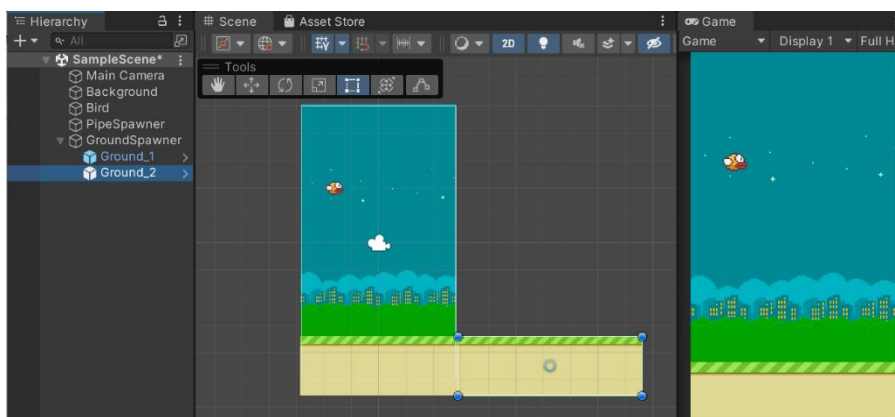 Hierarchy
All
SampleScene*
Main Camera
Background
Bird
PipeSpawner
GroundSpawner
Ground_1
Ground_2
Scene
Asset Store
2D
Tools
Game
Game
Display 1
Full H